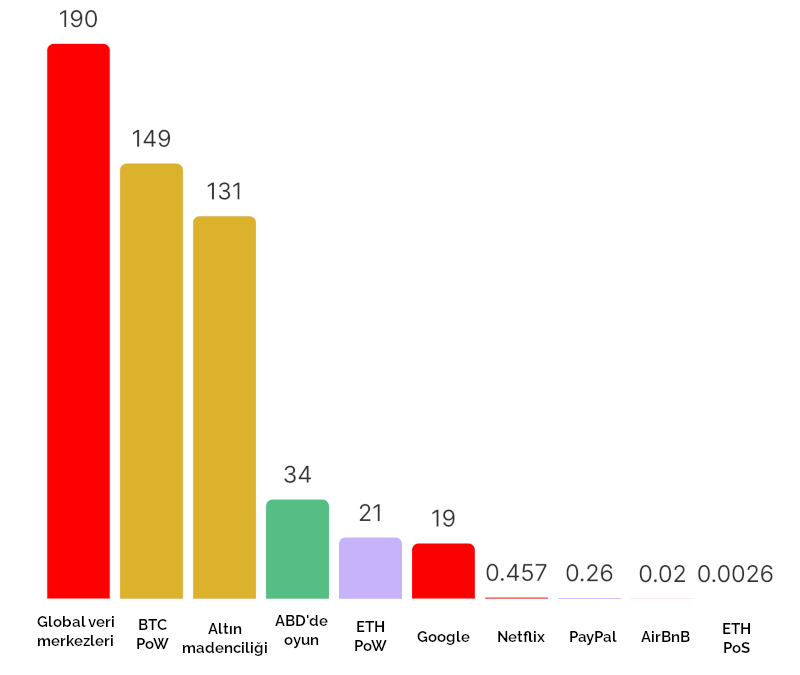 190
149
131
34
21
19
0.457
0.26
0.02
0.0026
Global veri
merkezleri
BTC
PoW
Altın
madenciliği
ABD'de
oyun
ETH
PoW
Google
Netflix
PayPal
AirBnB
ETH
PoS